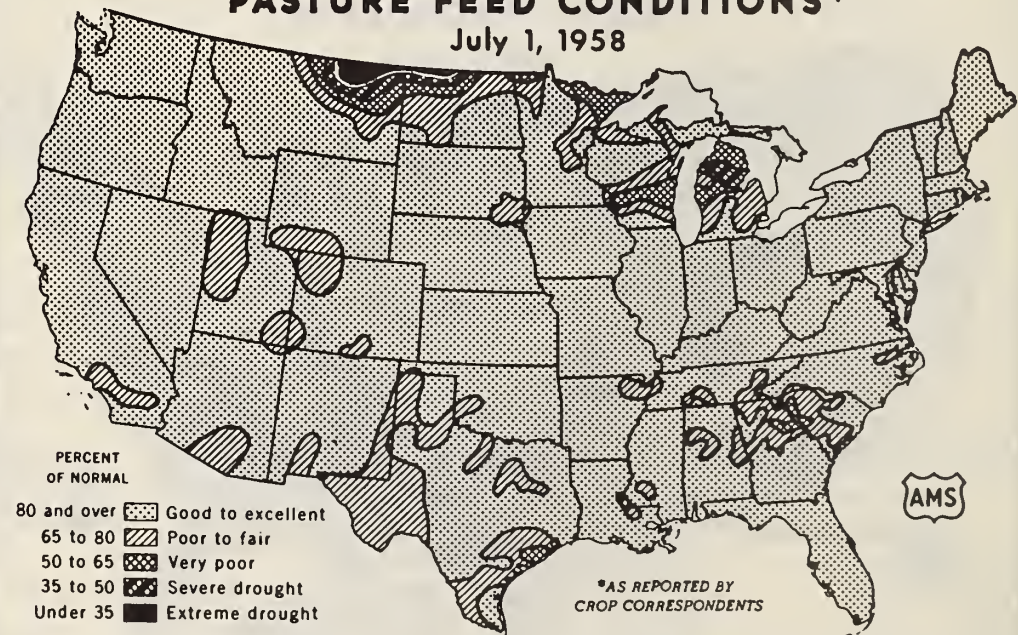 PASTURE FEED CONDITIONS*
July 1, 1958
PERCENT
OF NORMAL
80 and over Good to excellent
65 to 80 Poor to fair
50 to 65 Very poor
35 to 50 Severe drought
Under 35 Extreme drought
*AS REPORTED BY
CROP CORRESPONDENTS
AMS